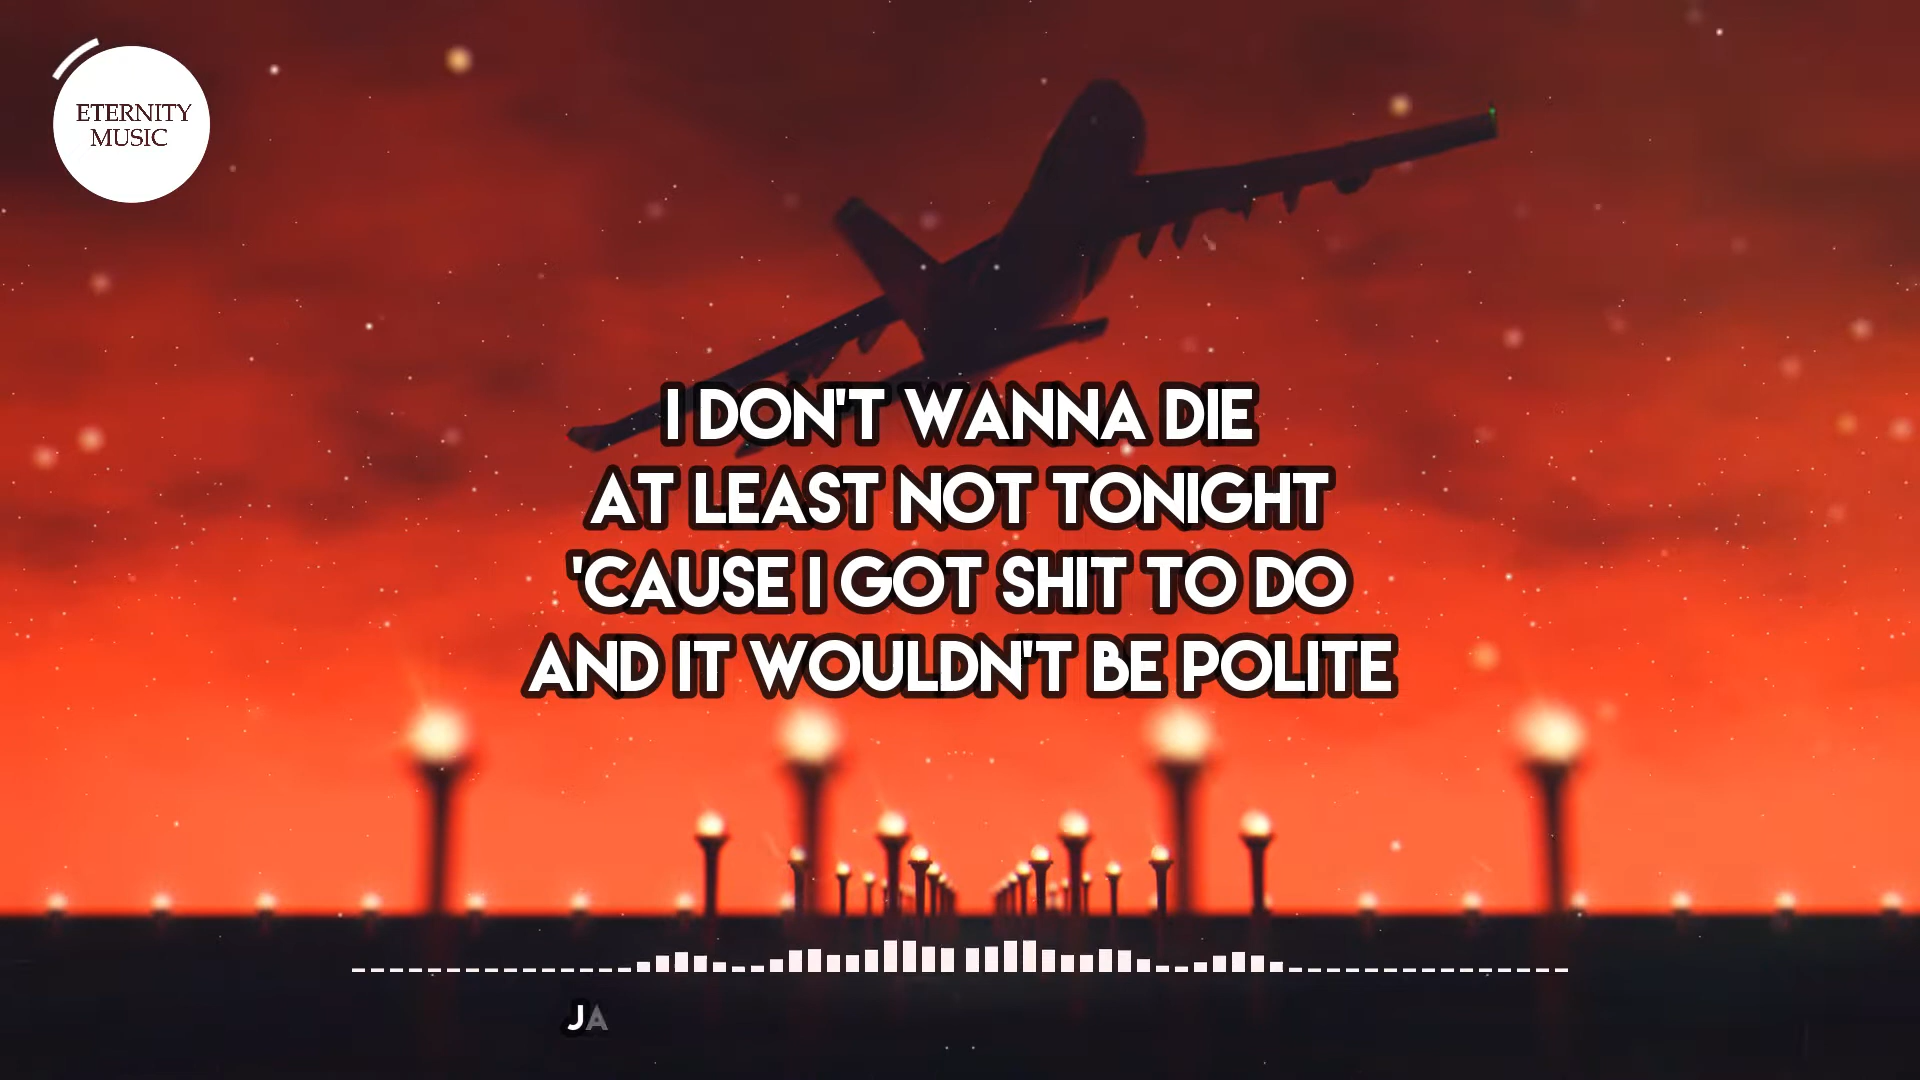 ETERNITY
MUSIC
I DON'T WANNA DIE
AT LEAST NOT TONIGHT
'CAUSE I GOT SHIT TO DO
AND IT WOULDN'T BE POLITE
JA